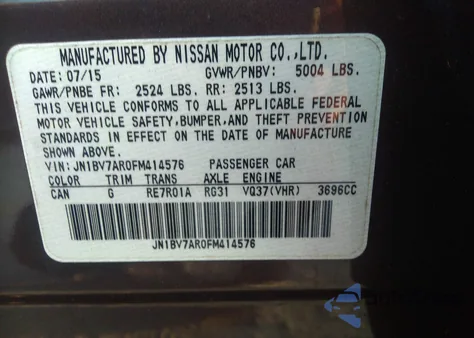 MANUFACTURED BY NISSAN MOTOR CO.,LTD.
DATE: 07/15 GVWR/PNBV: 5004 LBS.
GAWR/PNBE FR: 2524 LBS. RR: 2513 LBS.
THIS VEHICLE CONFORMS TO ALL APPLICABLE FEDERAL
MOTOR VEHICLE SAFETY,BUMPER,AND THEFT PREVENTION
STANDARDS IN EFFECT ON THE DATE OF MANUFACTURE
SHOWN ABOVE.
VIN: JN1BV7AR0FM414576 PASSENGER CAR
COLOR TRIM TRANS AXLE ENGINE
CAN G RE7R01A RG31 VQ37(VHR) 3696CC
JN1BV7AR0FM414576